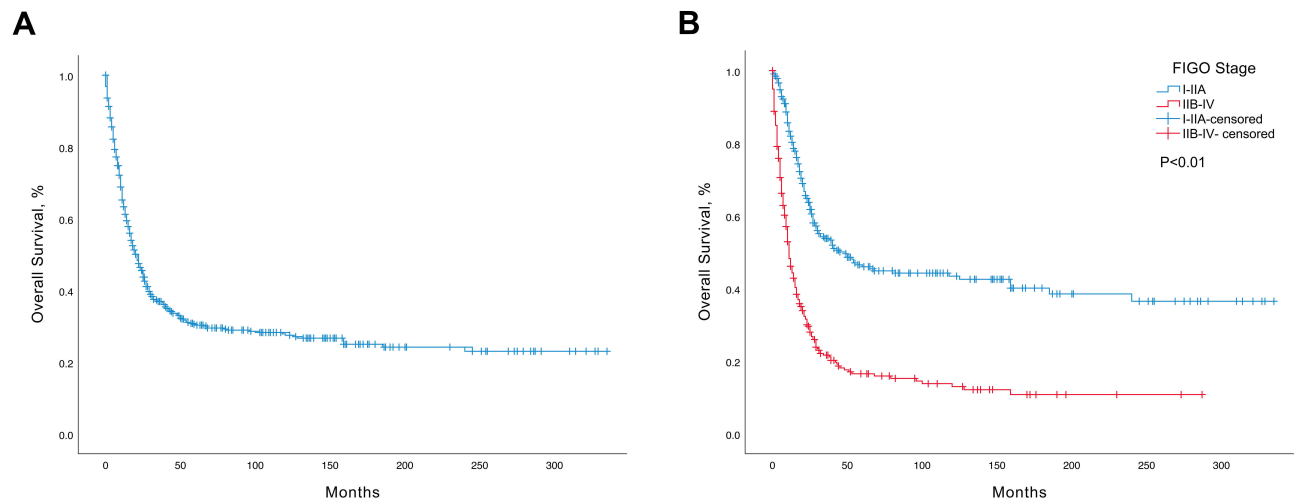 A
Overall Survival, %
1.0
0.8
0.6
0.4
0.2
0.0
0 50 100 150 200 250 300
Months
B
Overall Survival, %
1.0
0.8
0.6
0.4
0.2
0.0
0 50 100 150 200 250 300
Months
FIGO Stage
I-IIA
IIB-IV
I-IIA-censored
IIB-IV- censored
P<0.01